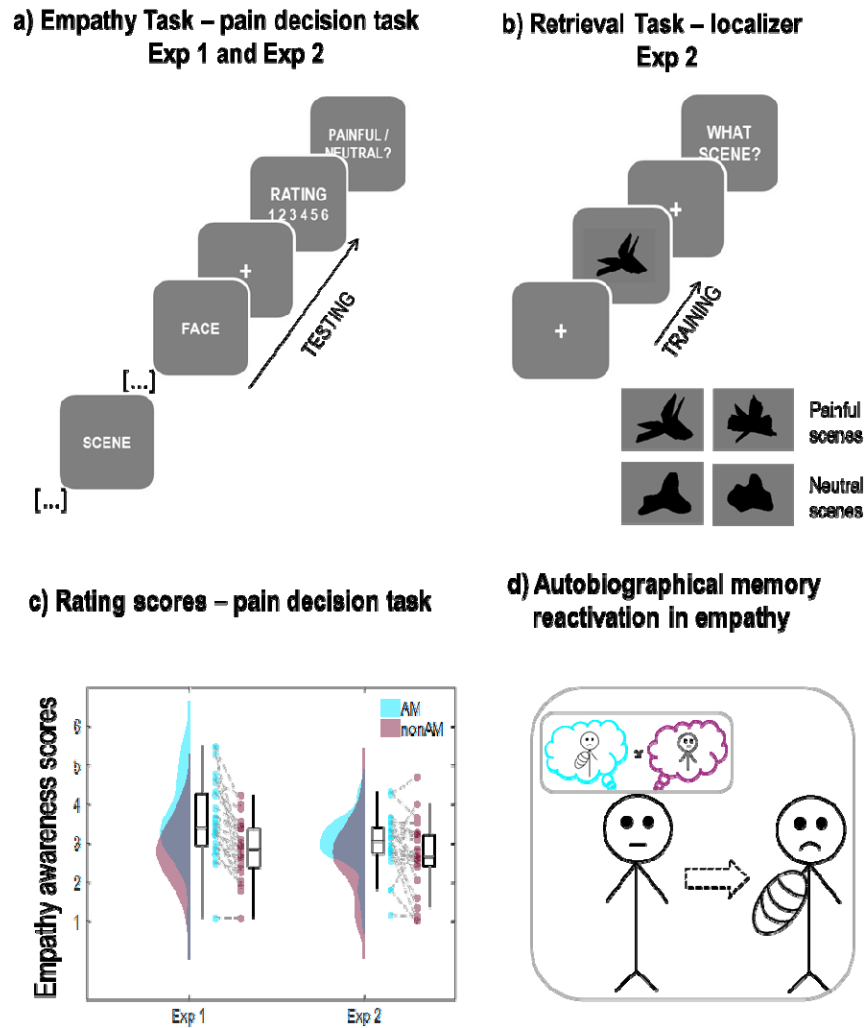 a) Empathy Task – pain decision task
Exp 1 and Exp 2
PAINFUL /
NEUTRAL?
RATING
1 2 3 4 5 6
+
FACE
[...]
SCENE
[...]
TESTING
b) Retrieval Task – localizer
Exp 2
WHAT
SCENE?
+
+
TRAINING
Painful
scenes
Neutral
scenes
c) Rating scores – pain decision task
Empathy awareness scores
6
5
4
3
2
1
AM
nonAM
Exp 1
Exp 2
d) Autobiographical memory
reactivation in empathy